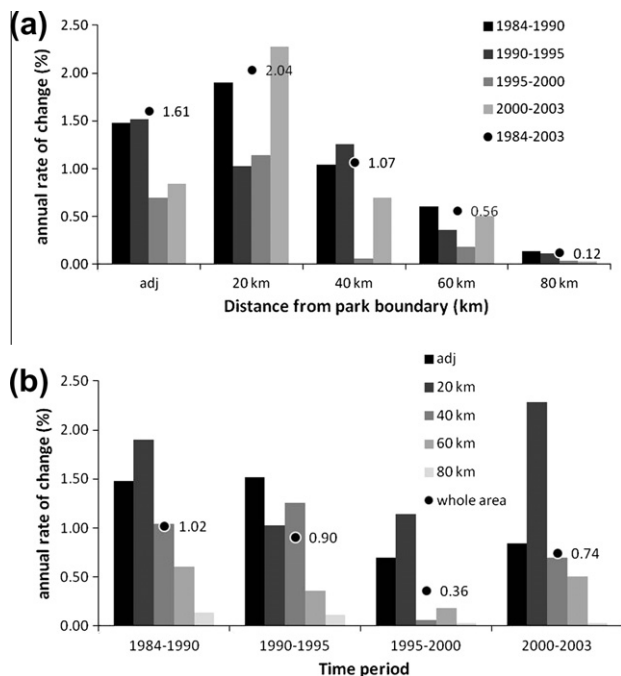 (a)
2.50
2.00
1.50
1.00
0.50
0.00
annual rate of change (%)
1984-1990
1990-1995
1995-2000
2000-2003
1984-2003
1.61
2.04
1.07
0.56
0.12
adj
20 km
40 km
60 km
80 km
Distance from park boundary (km)
(b)
2.50
2.00
1.50
1.00
0.50
0.00
annual rate of change (%)
adj
20 km
40 km
60 km
80 km
whole area
1.02
0.90
0.36
0.74
1984-1990
1990-1995
1995-2000
2000-2003
Time period